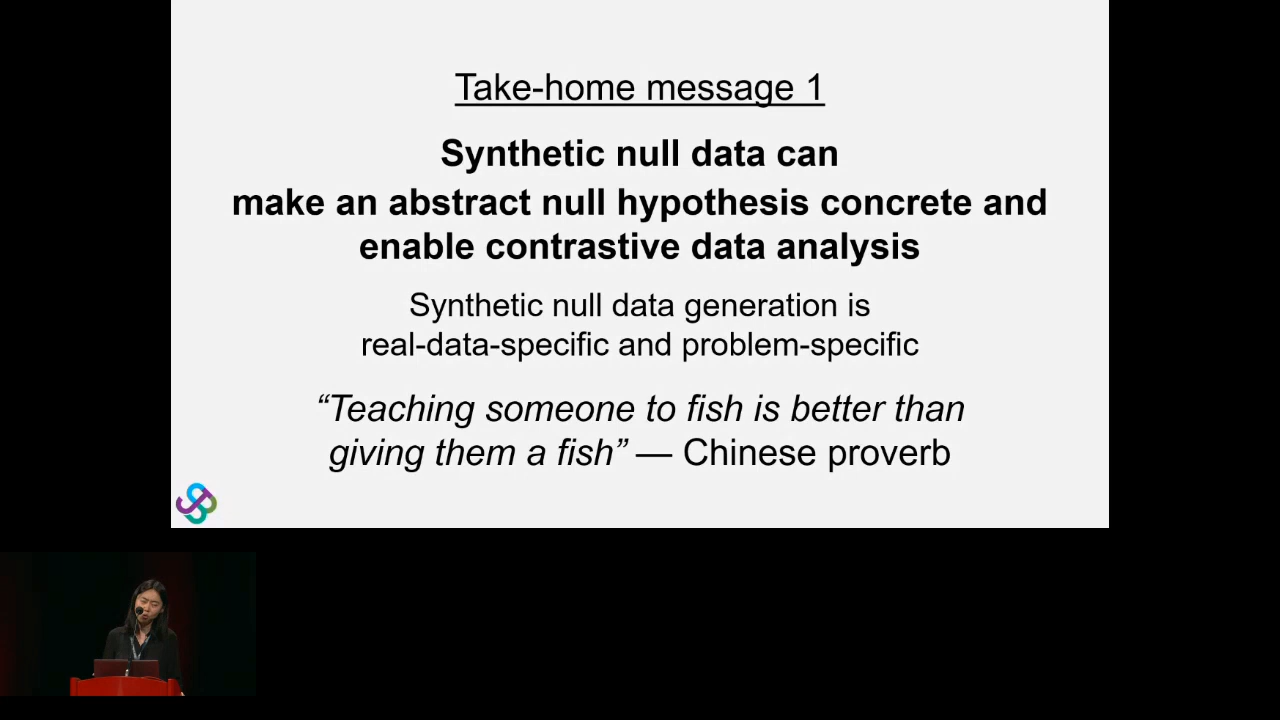 Take-home message 1
Synthetic null data can
make an abstract null hypothesis concrete and
enable contrastive data analysis
Synthetic null data generation is
real-data-specific and problem-specific
“Teaching someone to fish is better than
giving them a fish” — Chinese proverb